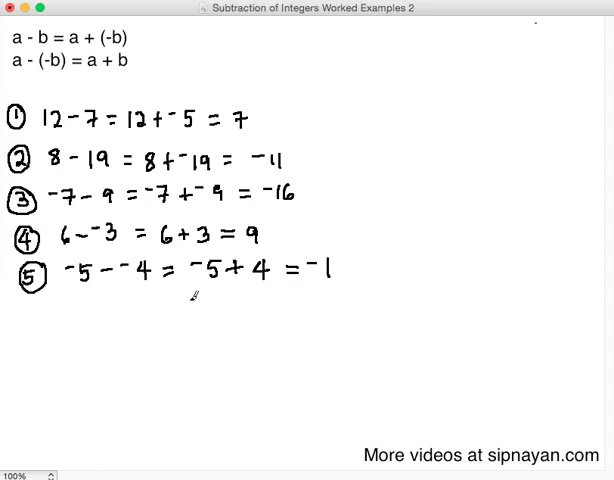 Subtraction of Integers Worked Examples 2
a - b = a + (-b)
a - (-b) = a + b
① 12 - 7 = 12 + -5 = 7
② 8 - 19 = 8 + -19 = -11
③ -7 - 9 = -7 + -9 = -16
④ 6 - -3 = 6 + 3 = 9
⑤ -5 - -4 = -5 + 4 = -1
More videos at sipnayan.com
100%